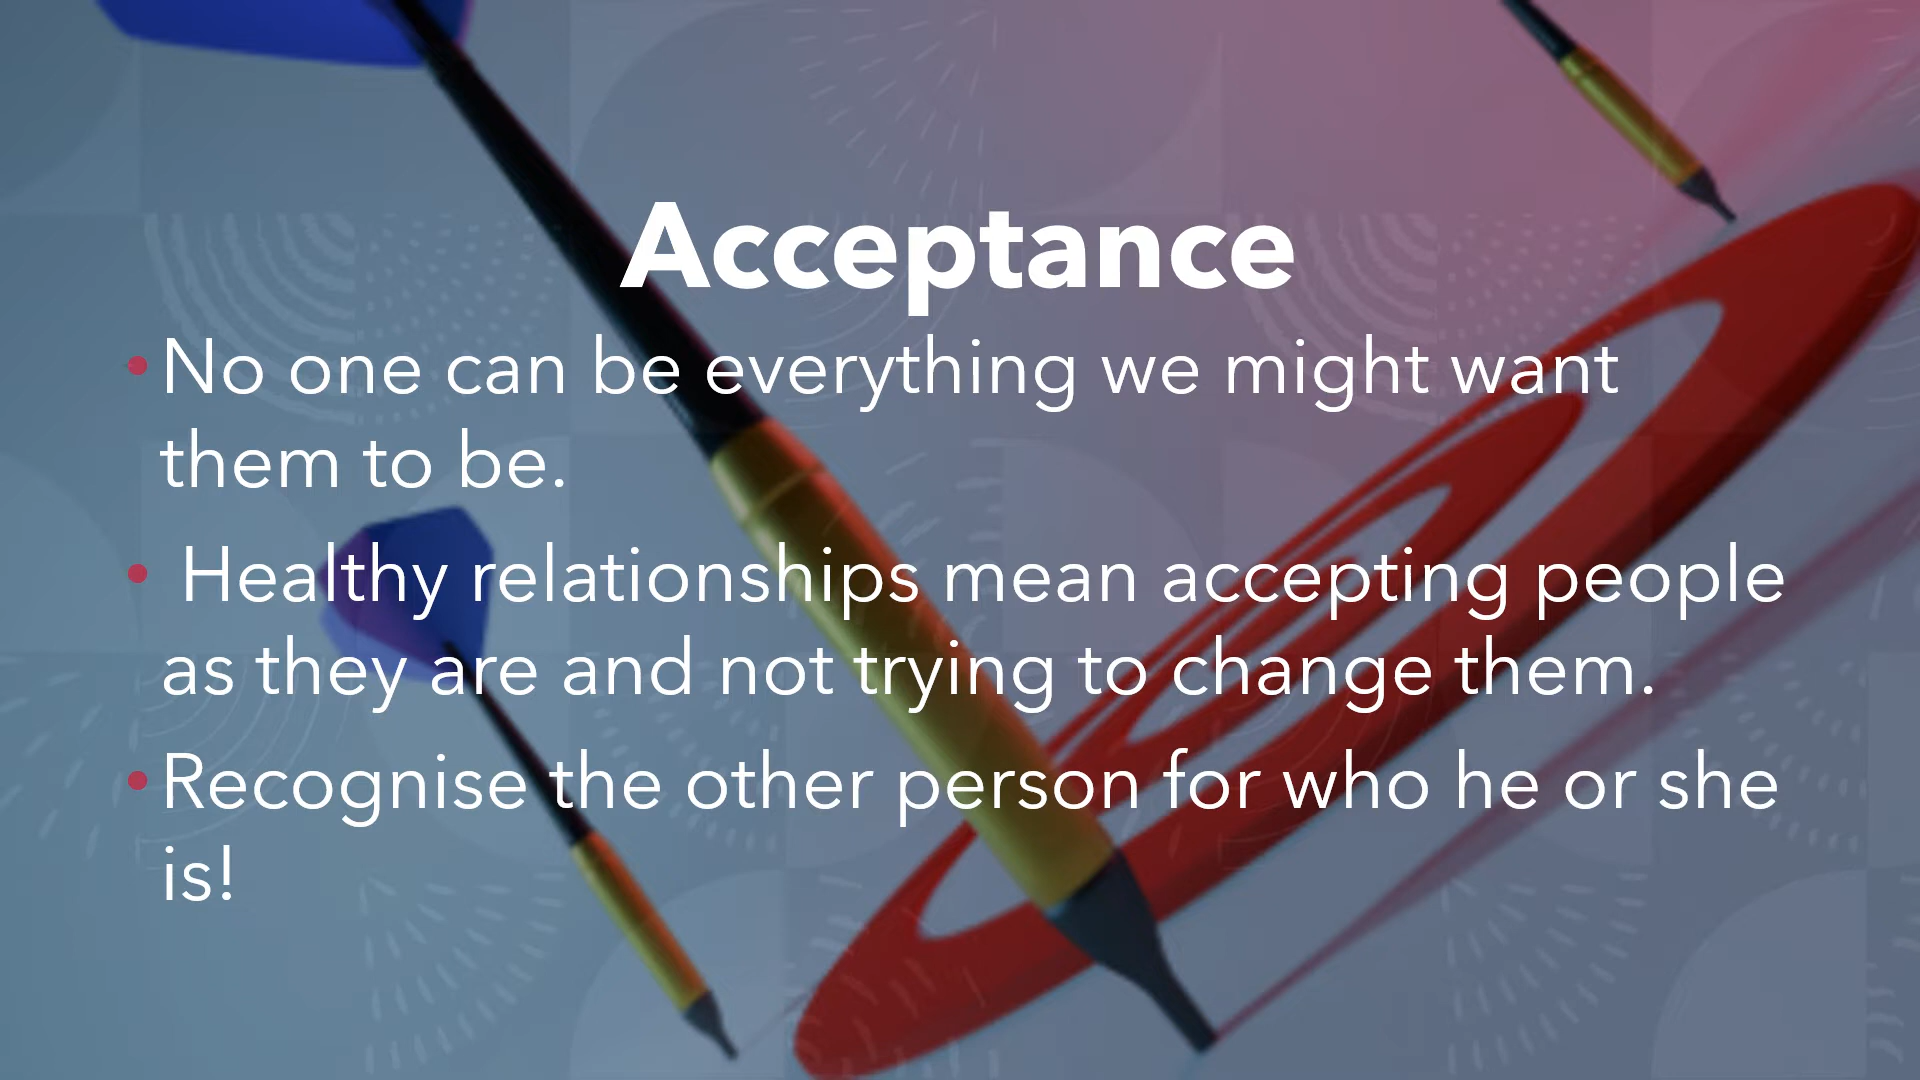 Acceptance
• No one can be everything we might want
them to be.
• Healthy relationships mean accepting people
as they are and not trying to change them.
• Recognise the other person for who he or she
is!